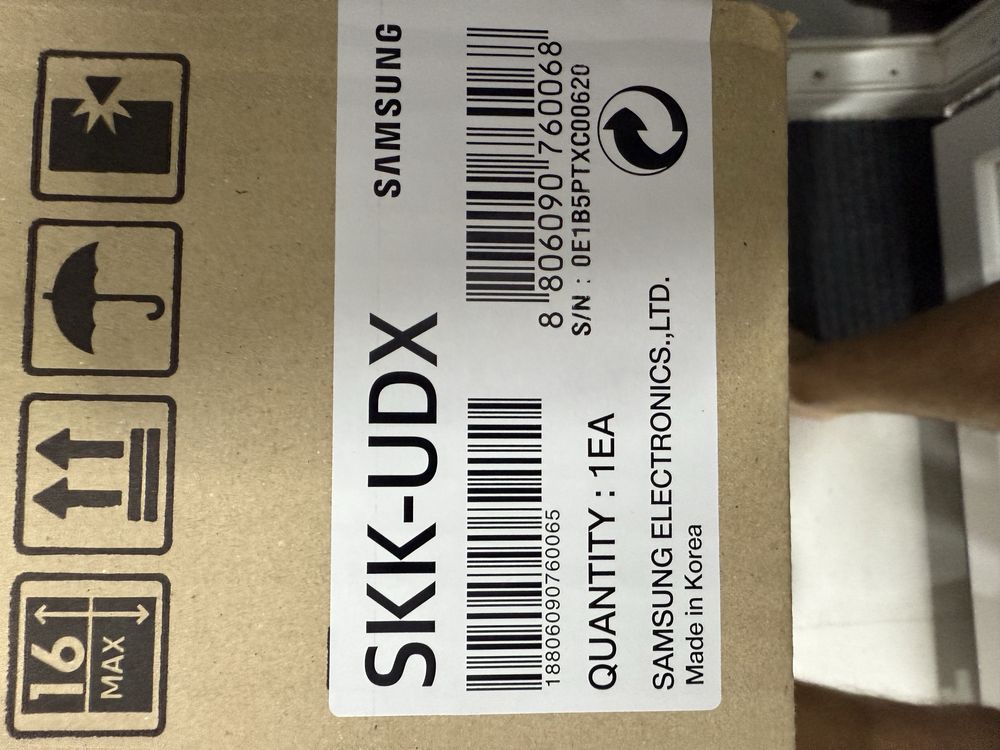 16
MAX
SKK-UDX
SAMSUNG
18806090760065
8 806090 760068
S/N : 0E1B5PTXC00620
QUANTITY : 1EA
SAMSUNG ELECTRONICS.,LTD.
Made in Korea